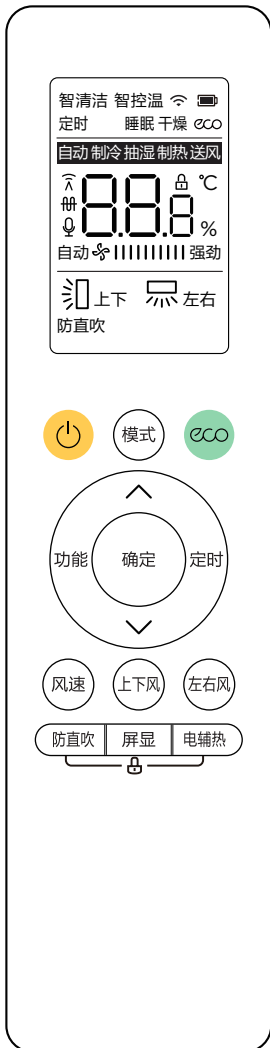 智清洁 智控温
定时 睡眠 干燥 eco
自动 制冷 抽湿 制热 送风
88.8 ℃
%
自动 强劲
上下 左右
防直吹
模式 eco
功能 确定 定时
风速 上下风 左右风
防直吹 屏显 电辅热